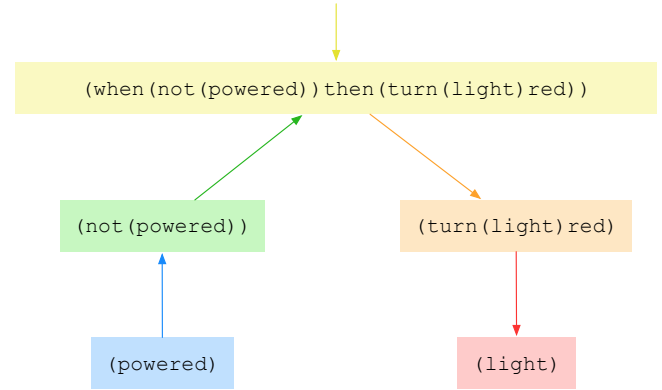 (when(not(powered))then(turn(light)red))
(not(powered))
(turn(light)red)
(powered)
(light)